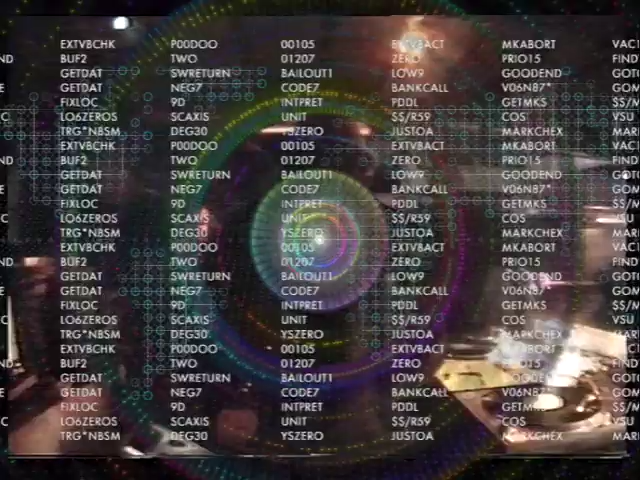 EXTVBCHK P00DOO 00105 EXTVBACT MKABORT
BUF2 TWO 01207 ZERO PRIO15
GETDAT SWRETURN BAILOUT1 LOW9 GOODEND
GETDAT NEG7 CODE7 BANKCALL V06N87*
FIXLOC 9D INTPRET PDDL GETMKS
LO6ZEROS SCAXIS UNIT $$/R59 COS
TRG*NBSM DEG30 YSZERO JUSTOA MARKCHEX
EXTVBCHK P00DOO 00105 EXTVBACT MKABORT
BUF2 TWO 01207 ZERO PRIO15
GETDAT SWRETURN BAILOUT1 LOW9 GOODEND
GETDAT NEG7 CODE7 BANKCALL V06N87*
FIXLOC 9D INTPRET PDDL GETMKS
LO6ZEROS SCAXIS UNIT $$/R59 COS
TRG*NBSM DEG30 YSZERO JUSTOA MARKCHEX
EXTVBCHK P00DOO 00105 EXTVBACT MKABORT
BUF2 TWO 01207 ZERO PRIO15
GETDAT SWRETURN BAILOUT1 LOW9 GOODEND
GETDAT NEG7 CODE7 BANKCALL V06N87*
FIXLOC 9D INTPRET PDDL GETMKS
LO6ZEROS SCAXIS UNIT $$/R59 COS
TRG*NBSM DEG30 YSZERO JUSTOA MARKCHEX
EXTVBCHK P00DOO 00105 EXTVBACT MKABORT
BUF2 TWO 01207 ZERO
GETDAT SWRETURN BAILOUT1 LOW9
GETDAT NEG7 CODE7 BANKCALL V06N87*
FIXLOC 9D INTPRET PDDL GETMKS
LO6ZEROS SCAXIS UNIT $$/R59 COS
TRG*NBSM DEG30 YSZERO JUSTOA MARKCHEX